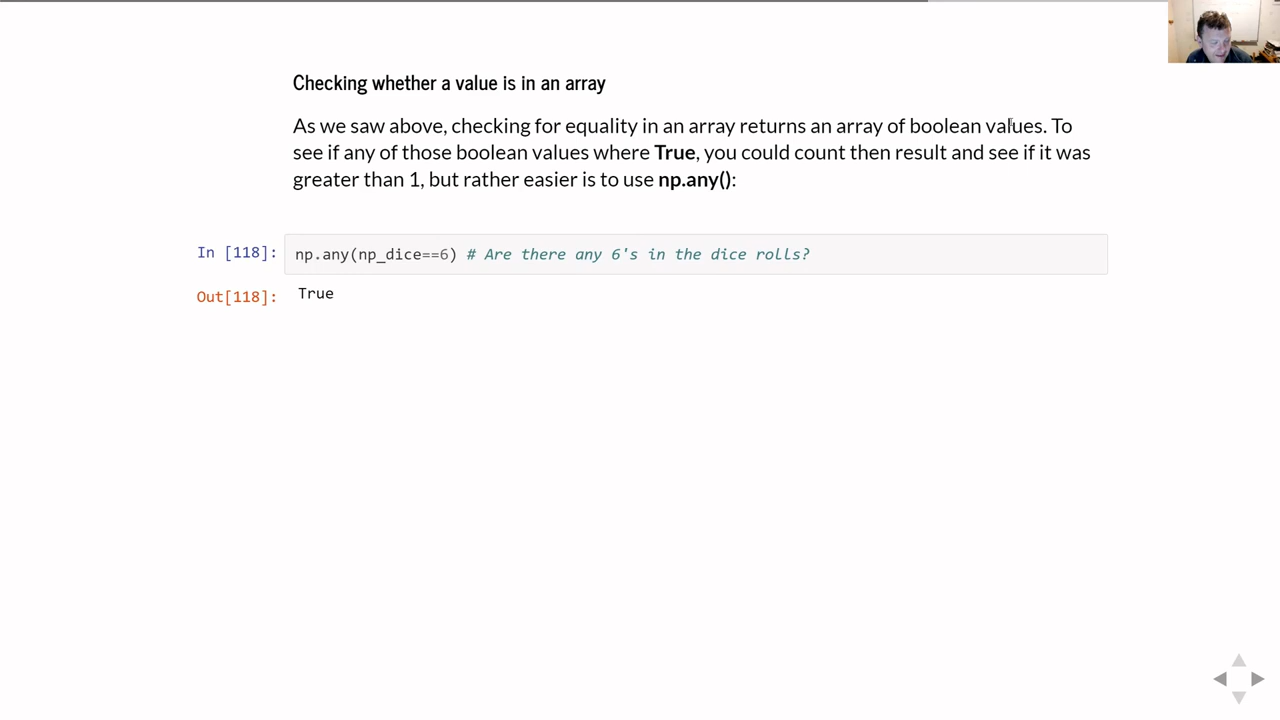 Checking whether a value is in an array
As we saw above, checking for equality in an array returns an array of boolean values. To
see if any of those boolean values where True, you could count then result and see if it was
greater than 1, but rather easier is to use np.any():
In [118]: np.any(np_dice==6) # Are there any 6's in the dice rolls?
Out[118]: True